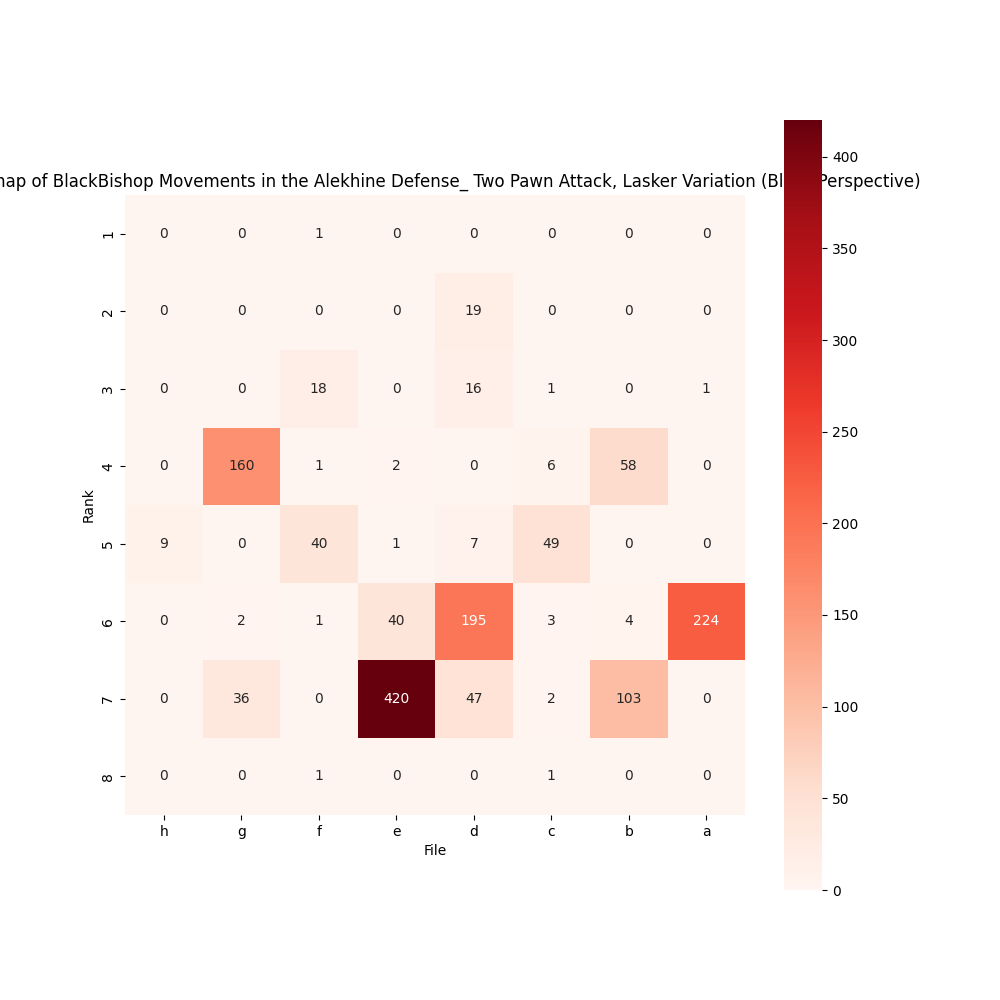 of BlackBishop Movements in the Alekhine Defense_ Two Pawn Attack, Lasker Variation Perspective)
1 0 0 1 0 0 0 0 0
2 0 0 0 0 19 0 0 0
3 0 0 18 0 16 1 0 1
4 0 160 1 2 0 6 58 0
5 9 0 40 1 7 49 0 0
6 0 2 1 40 195 3 4 224
7 0 36 0 420 47 2 103 0
8 0 0 1 0 0 1 0 0
Rank
h g f e d c b a
File
400
350
300
250
200
150
100
50
0